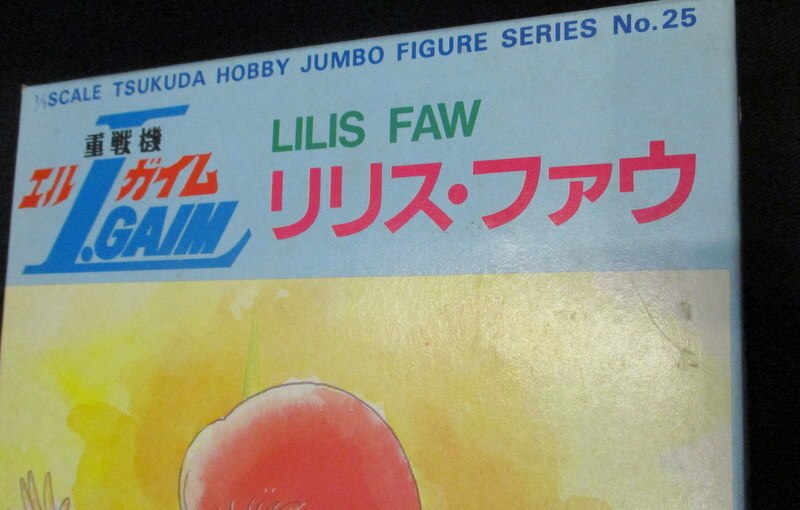 SCALE TSUKUDA HOBBY JUMBO FIGURE SERIES No.25
重戦機
エルガイム
L.GAIM
LILIS FAW
リリス・ファウ